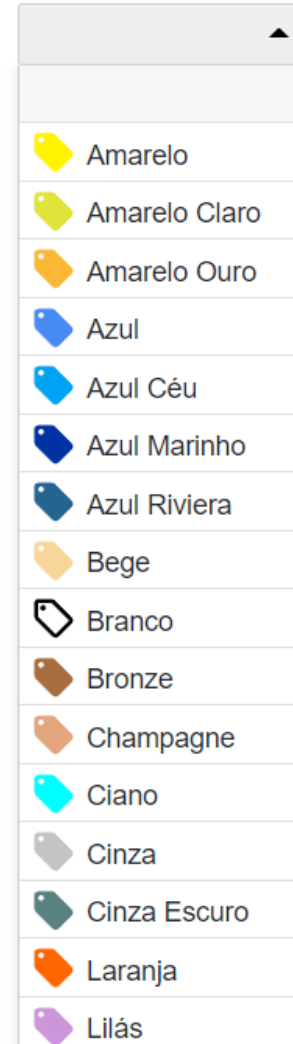 Amarelo
Amarelo Claro
Amarelo Ouro
Azul
Azul Céu
Azul Marinho
Azul Riviera
Bege
Branco
Bronze
Champagne
Ciano
Cinza
Cinza Escuro
Laranja
Lilás